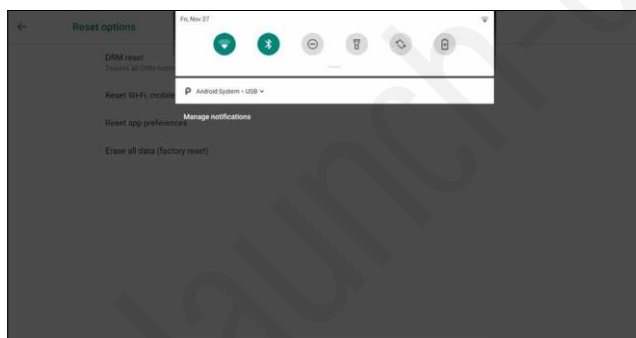 Fri, Nov 27
Reset options
DRM reset
Android System • USB
Reset Wi-Fi, mobile
Manage notifications
Reset app preferences
Erase all data (factory reset)